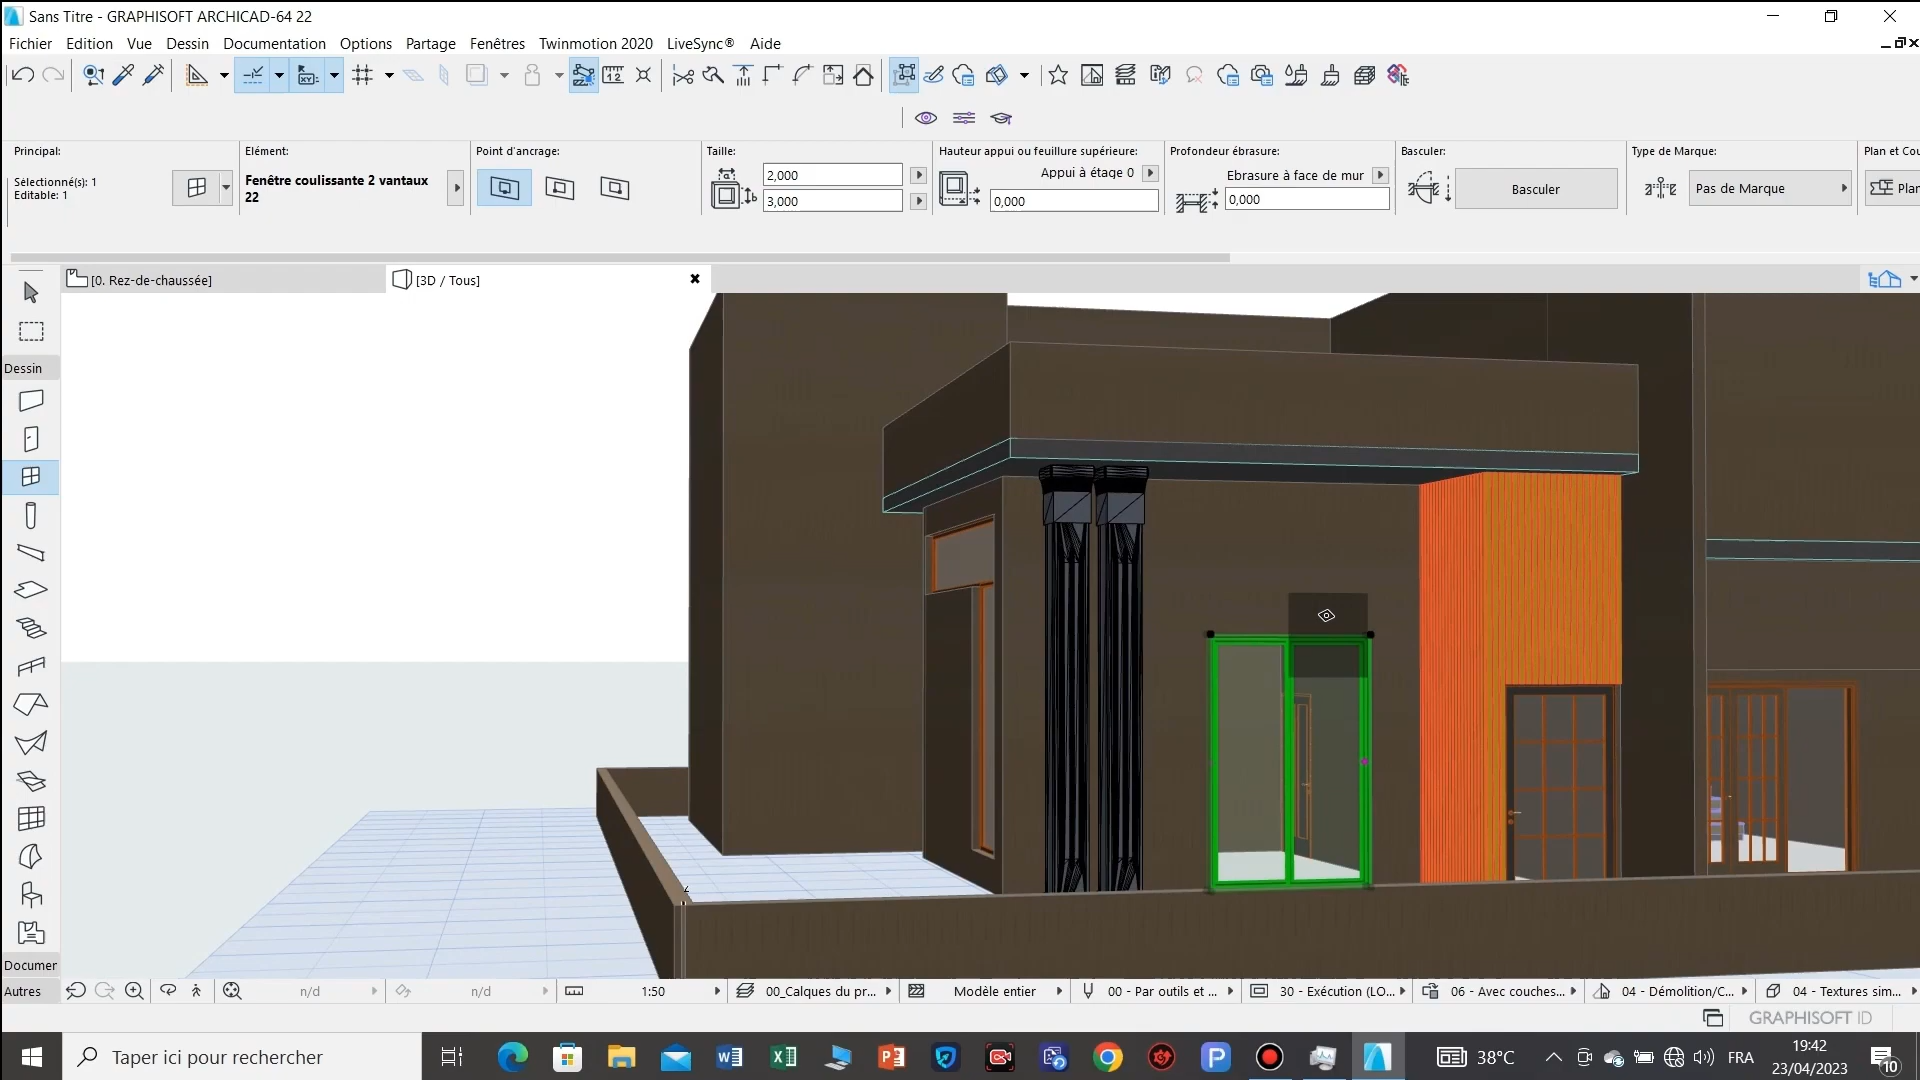 Sans Titre - GRAPHISOFT ARCHICAD-64 22
Fichier Edition Vue Dessin Documentation Options Partage Fenêtres Twinmotion 2020 LiveSync® Aide
Principal:
Elément:
Point d'ancrage:
Taille:
Hauteur appui ou feuillure supérieure:
Profondeur ébrasure:
Basculer:
Type de Marque:
Plan et Cou
Sélectionné(s): 1
Editable: 1
Fenêtre coulissante 2 vantaux
22
2,000
3,000
Appui à étage 0
0,000
Ebrasure à face de mur
0,000
Basculer
Pas de Marque
Plan
[0. Rez-de-chaussée]
[3D / Tous]
Dessin
Documer
Autres
n/d
n/d
1:50
00_Calques du pr...
Modèle entier
00 - Par outils et ...
30 - Exécution (LO...
06 - Avec couches...
04 - Démolition/C...
04 - Textures sim...
GRAPHISOFT ID
Taper ici pour rechercher
38°C
FRA
19:42
23/04/2023
10